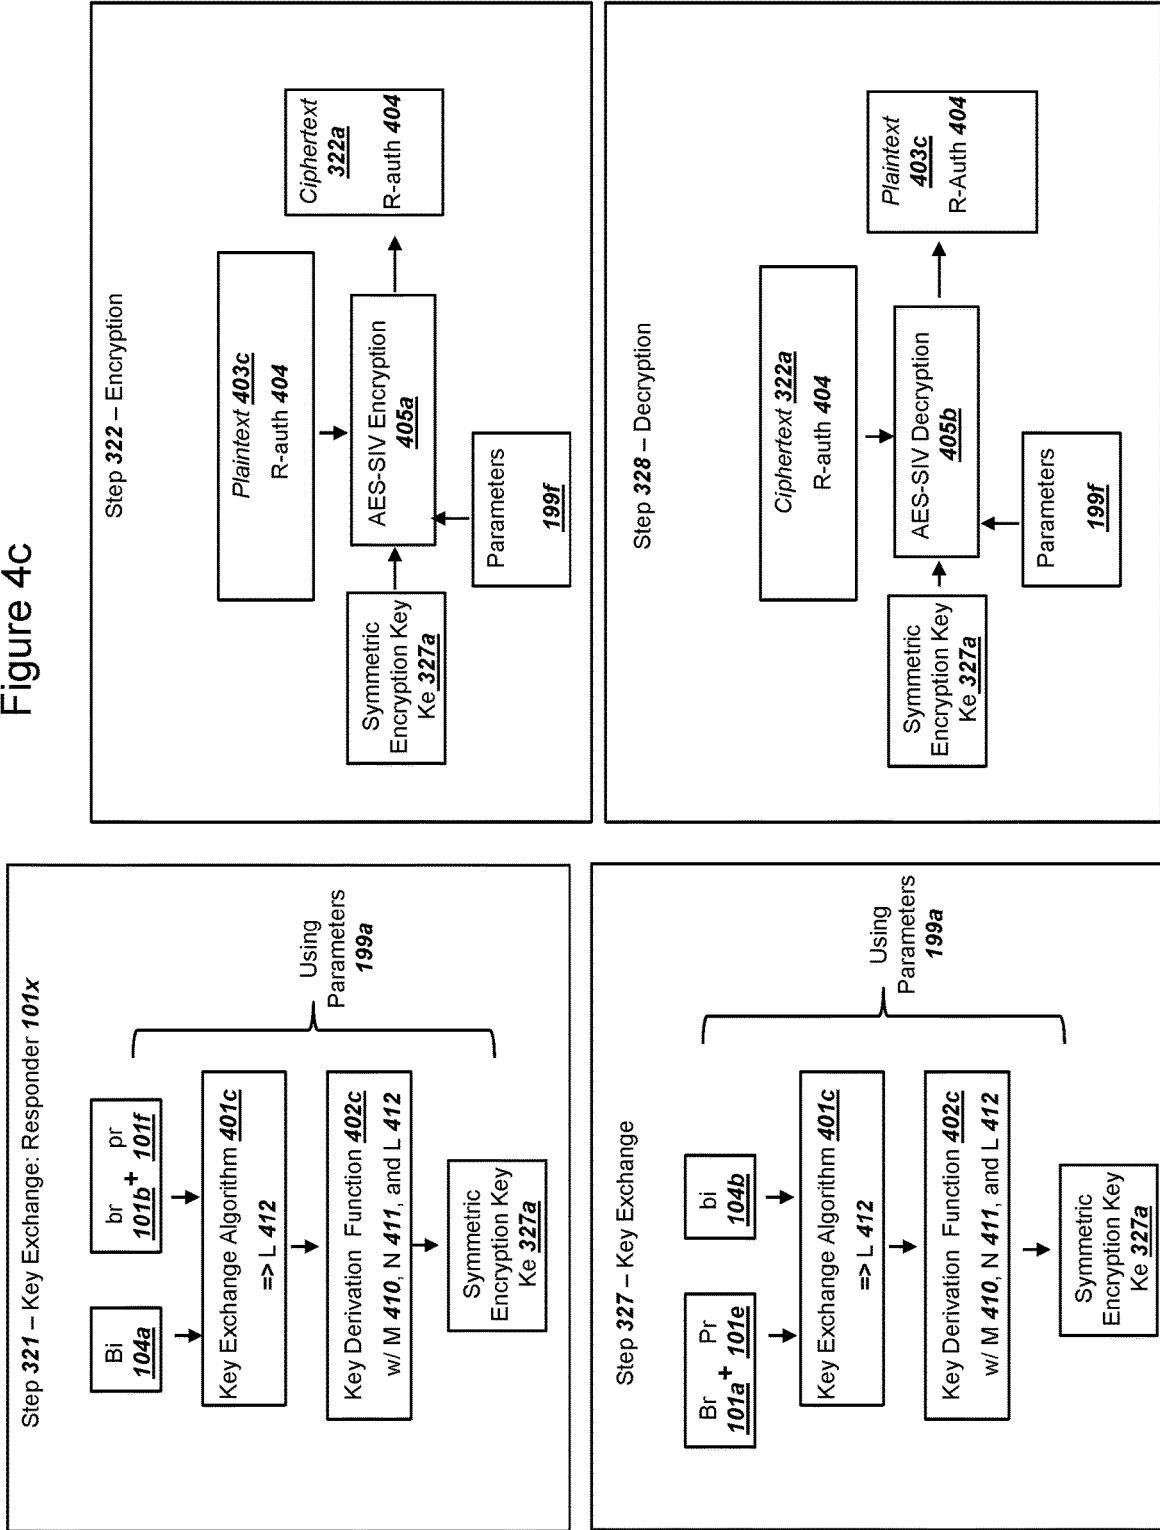 Figure 4c
Step 321 – Key Exchange: Responder 101x
Bi
104a
br pr
101b + 101f
Key Exchange Algorithm 401c
=> L 412
Key Derivation Function 402c
w/ M 410, N 411, and L 412
Symmetric
Encryption Key
Ke 327a
Using
Parameters
199a
Step 322 – Encryption
Plaintext 403c
R-auth 404
Symmetric
Encryption Key
Ke 327a
AES-SIV Encryption
405a
Parameters
199f
Ciphertext
322a
R-auth 404
Step 327 – Key Exchange
Br Pr
101a + 101e
bi
104b
Key Exchange Algorithm 401c
=> L 412
Key Derivation Function 402c
w/ M 410, N 411, and L 412
Symmetric
Encryption Key
Ke 327a
Using
Parameters
199a
Step 328 – Decryption
Ciphertext 322a
R-auth 404
Symmetric
Encryption Key
Ke 327a
AES-SIV Decryption
405b
Parameters
199f
Plaintext
403c
R-Auth 404